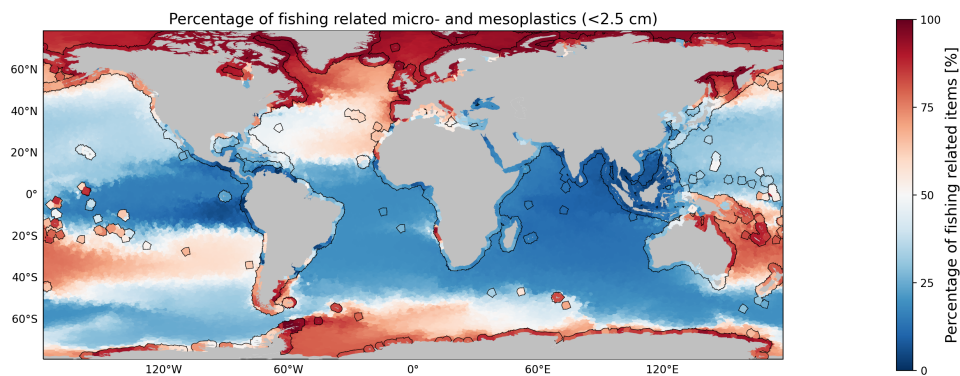 Percentage of fishing related micro- and mesoplastics (<2.5 cm)
60°N
40°N
20°N
0°
20°S
40°S
60°S
120°W
60°W
0°
60°E
120°E
100
75
50
25
0
Percentage of fishing related items [%]